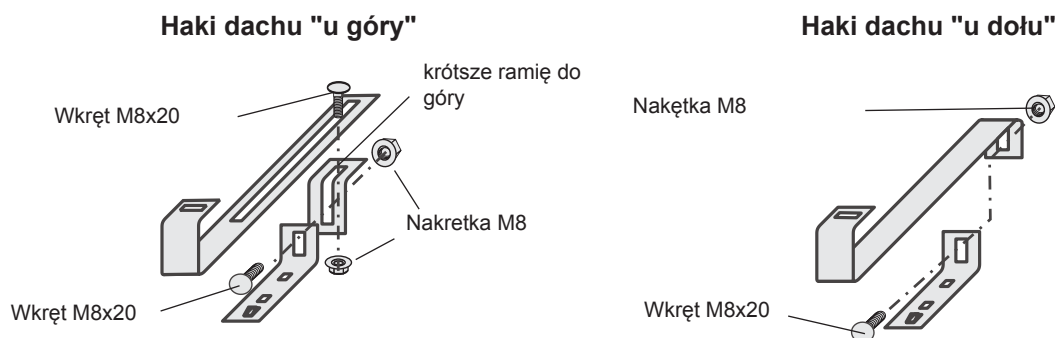 Haki dachu "u góry"
Wkręt M8x20
krótsze ramię do
góry
Nakretka M8
Wkręt M8x20
Haki dachu "u dołu"
Nakętka M8
Wkręt M8x20